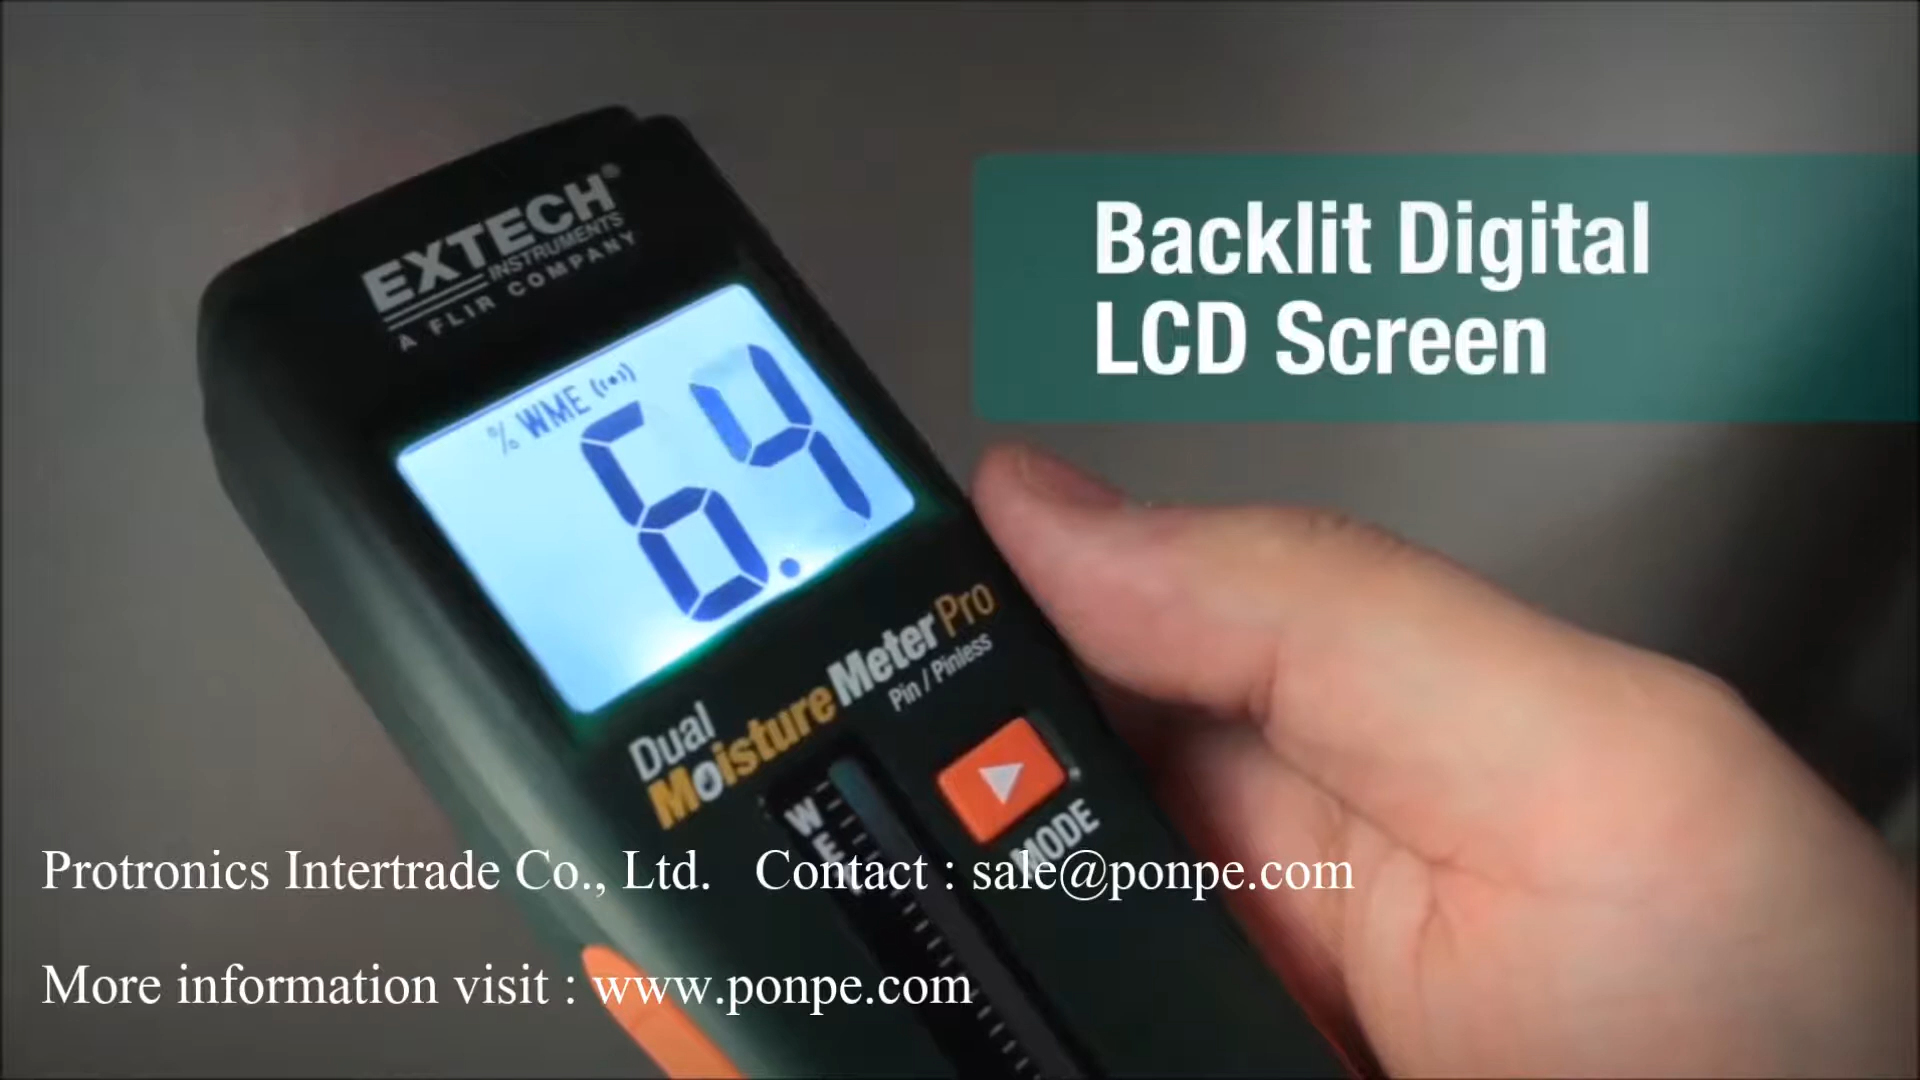 EXTECH®
INSTRUMENTS
A FLIR COMPANY
Backlit Digital
LCD Screen
% WME
6.4
Dual
Moisture Meter Pro
Pin / Pinless
MODE
Protronics Intertrade Co., Ltd. Contact : sale@ponpe.com
More information visit : www.ponpe.com